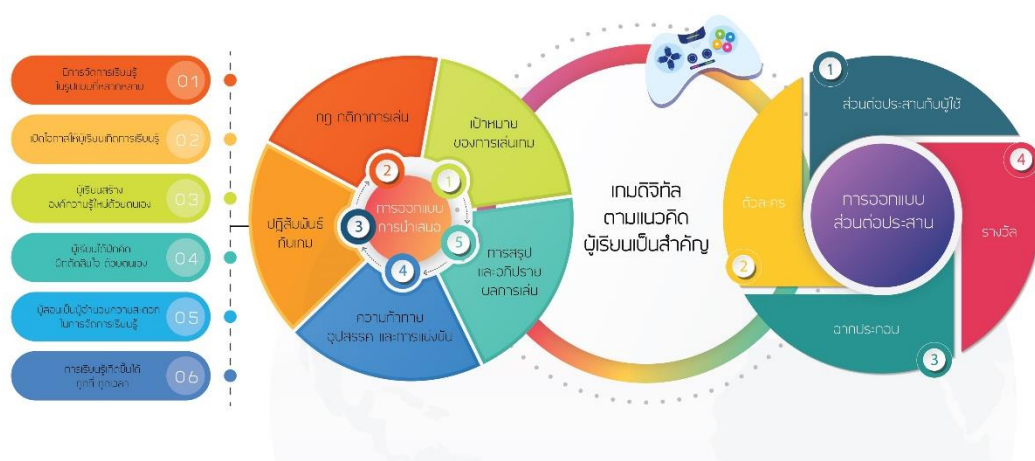 มีการจัดการเรียนรู้
ในรูปแบบที่หลากหลาย
01
เปิดโอกาสให้ผู้เรียนเกิดการเรียนรู้
02
ผู้เรียนสร้าง
องค์ความรู้ใหม่ด้วยตนเอง
03
ผู้เรียนได้ฝึกคิด
ฝึกตัดสินใจ ด้วยตนเอง
04
ผู้สอนเป็นผู้อำนวยความสะดวก
ในการจัดการเรียนรู้
05
การเรียนรู้เกิดขึ้นได้
ทุกที่ ทุกเวลา
06
การออกแบบ
การนำเสนอ
1
เป้าหมาย
ของการเล่นเกม
2
กฎ กติกาการเล่น
3
ปฏิสัมพันธ์
กับเกม
4
ความท้าทาย
อุปสรรค และการแข่งขัน
5
การสรุป
และอภิปราย
ผลการเล่น
เกมดิจิทัล
ตามแนวคิด
ผู้เรียนเป็นสำคัญ
การออกแบบ
ส่วนต่อประสาน
1
ส่วนต่อประสานกับผู้ใช้
2
ตัวละคร
3
ฉากประกอบ
4
รางวัล